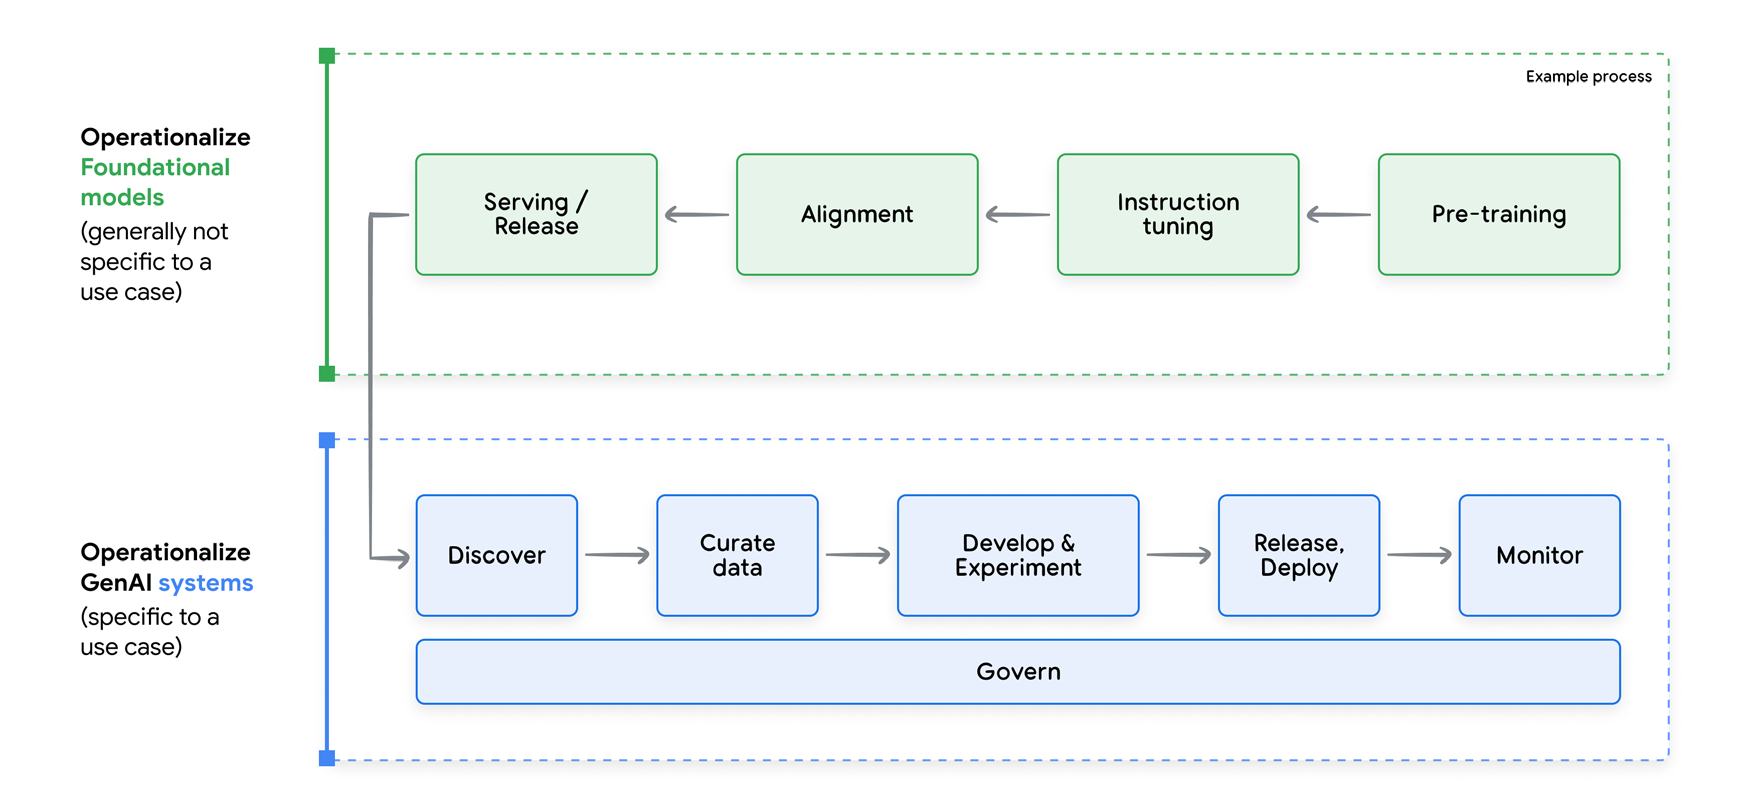 Example process
Operationalize
Foundational
models
(generally not
specific to a
use case)
Serving /
Release
Alignment
Instruction
tuning
Pre-training
Operationalize
GenAI systems
(specific to a
use case)
Discover
Curate
data
Develop &
Experiment
Release,
Deploy
Monitor
Govern